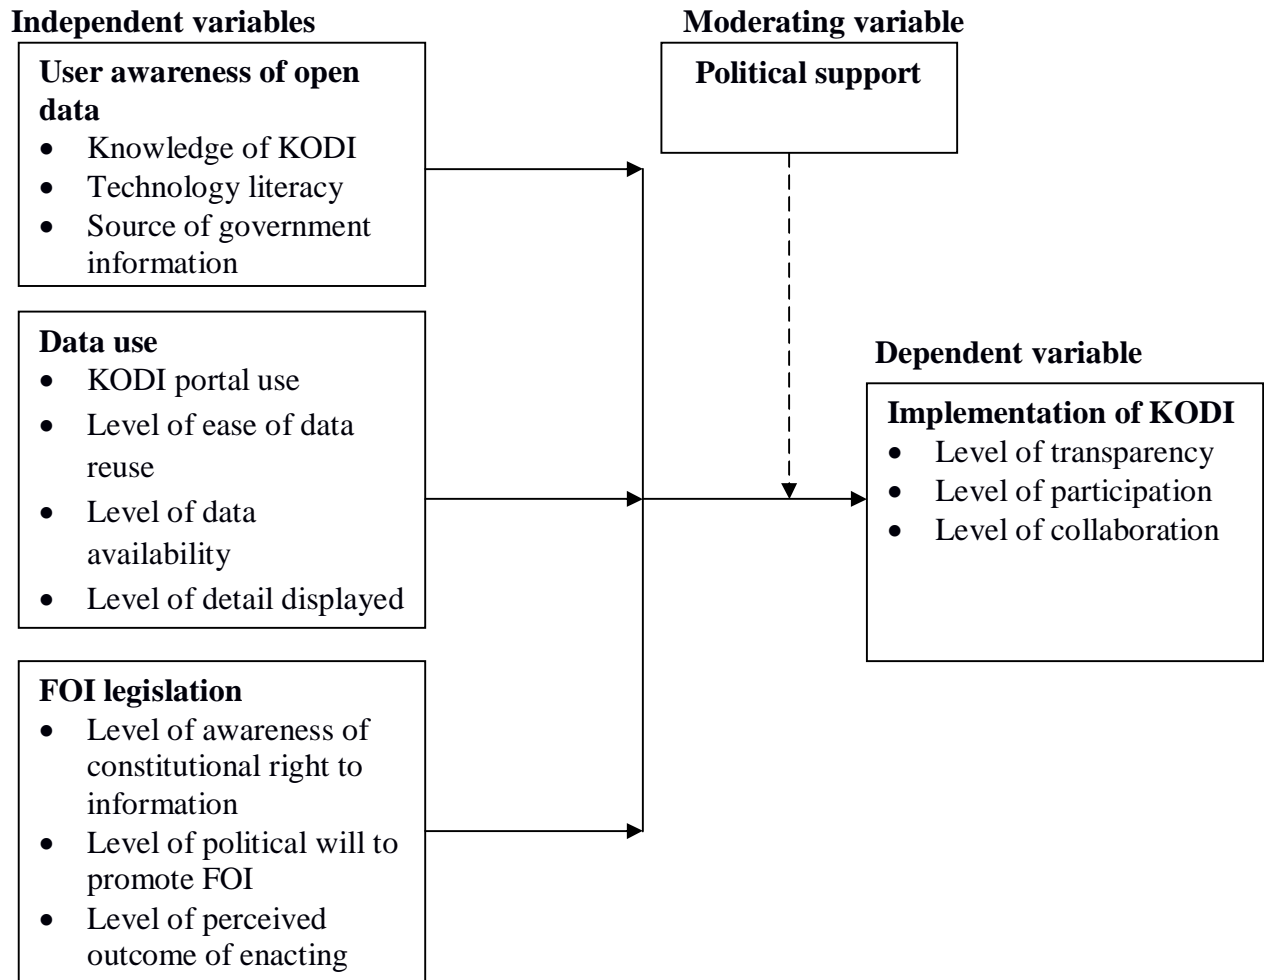 Independent variables
User awareness of open
data
• Knowledge of KODI
• Technology literacy
• Source of government
information
Data use
• KODI portal use
• Level of ease of data
reuse
• Level of data
availability
• Level of detail displayed
FOI legislation
• Level of awareness of
constitutional right to
information
• Level of political will to
promote FOI
• Level of perceived
outcome of enacting
Moderating variable
Political support
Dependent variable
Implementation of KODI
• Level of transparency
• Level of participation
• Level of collaboration